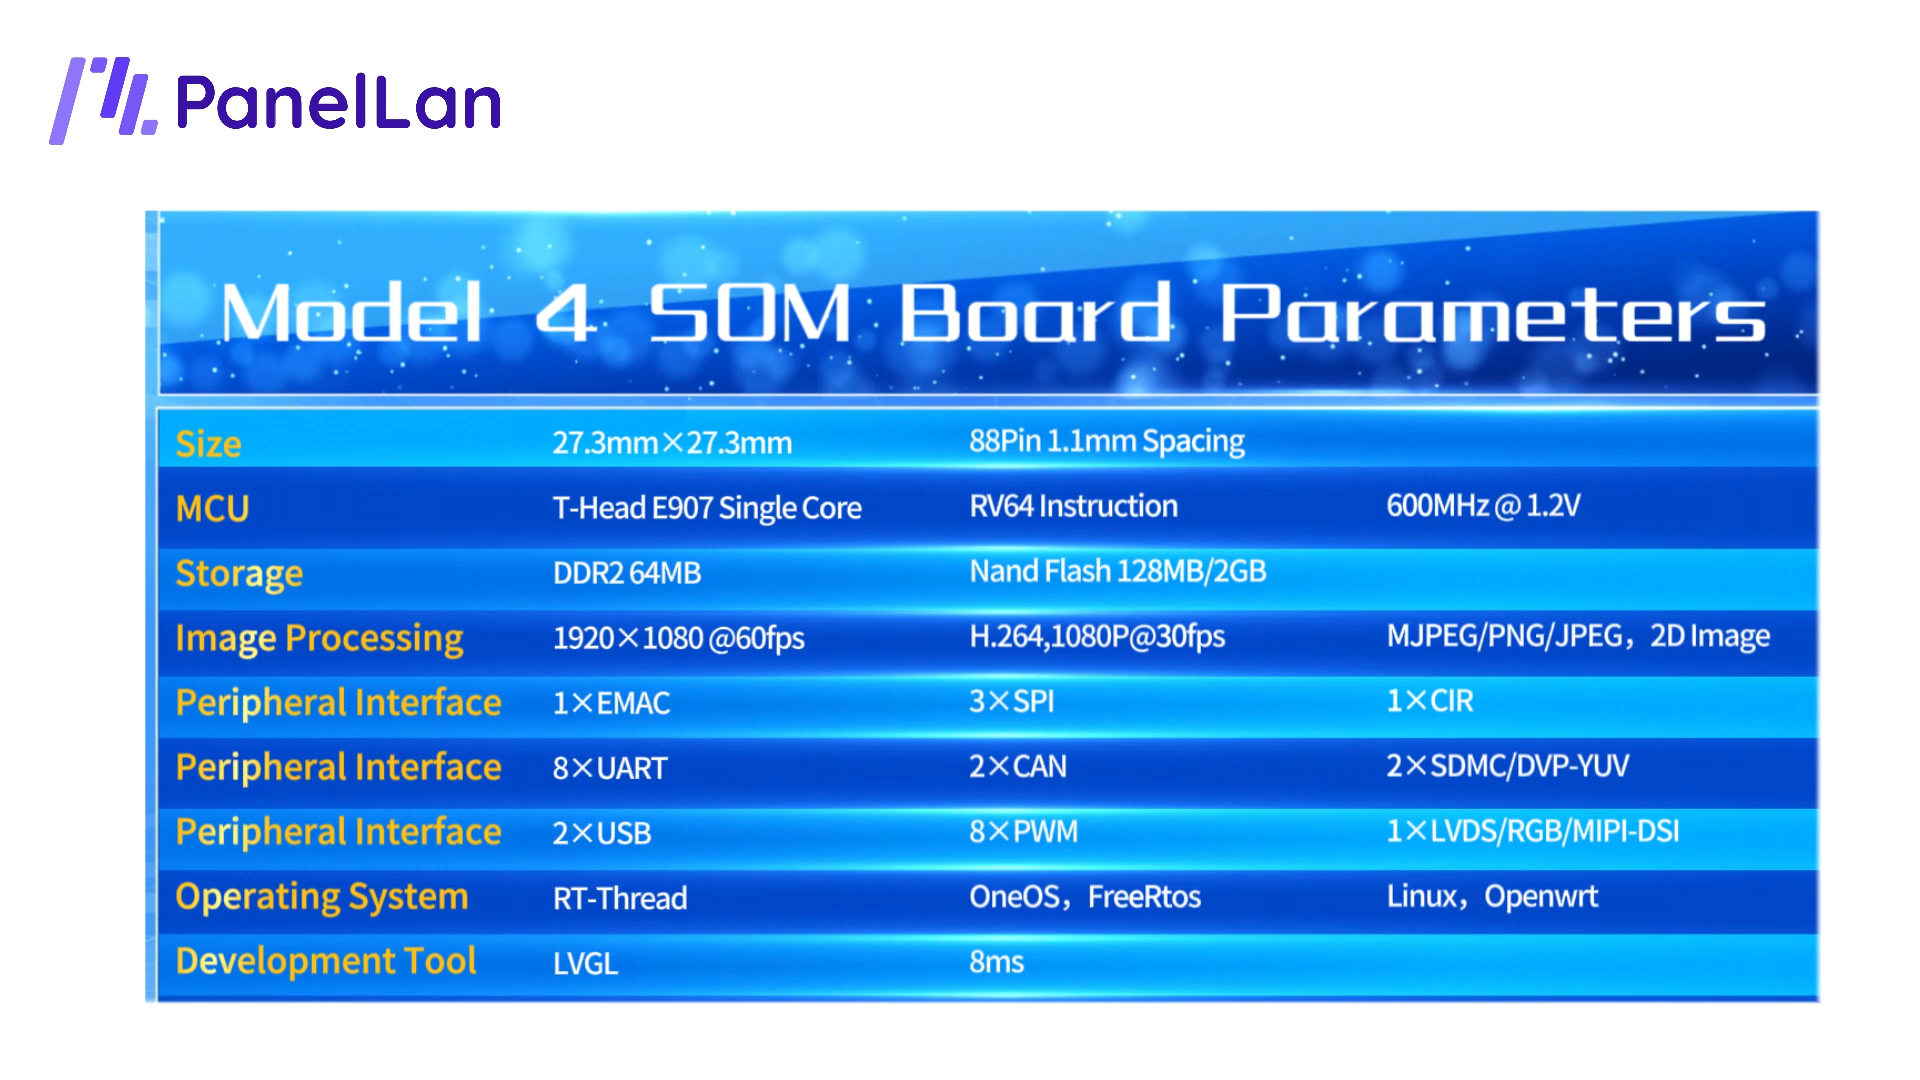 PanelLan
Model 4 SOM Board Parameters
Size 27.3mm×27.3mm 88Pin 1.1mm Spacing
MCU T-Head E907 Single Core RV64 Instruction 600MHz@1.2V
Storage DDR2 64MB Nand Flash 128MB/2GB
Image Processing 1920×1080@60fps H.264,1080P@30fps MJPEG/PNG/JPEG，2D Image
Peripheral Interface 1×EMAC 3×SPI 1×CIR
Peripheral Interface 8×UART 2×CAN 2×SDMC/DVP-YUV
Peripheral Interface 2×USB 8×PWM 1×LVDS/RGB/MIPI-DSI
Operating System RT-Thread OneOS，FreeRtos Linux，Openwrt
Development Tool LVGL 8ms